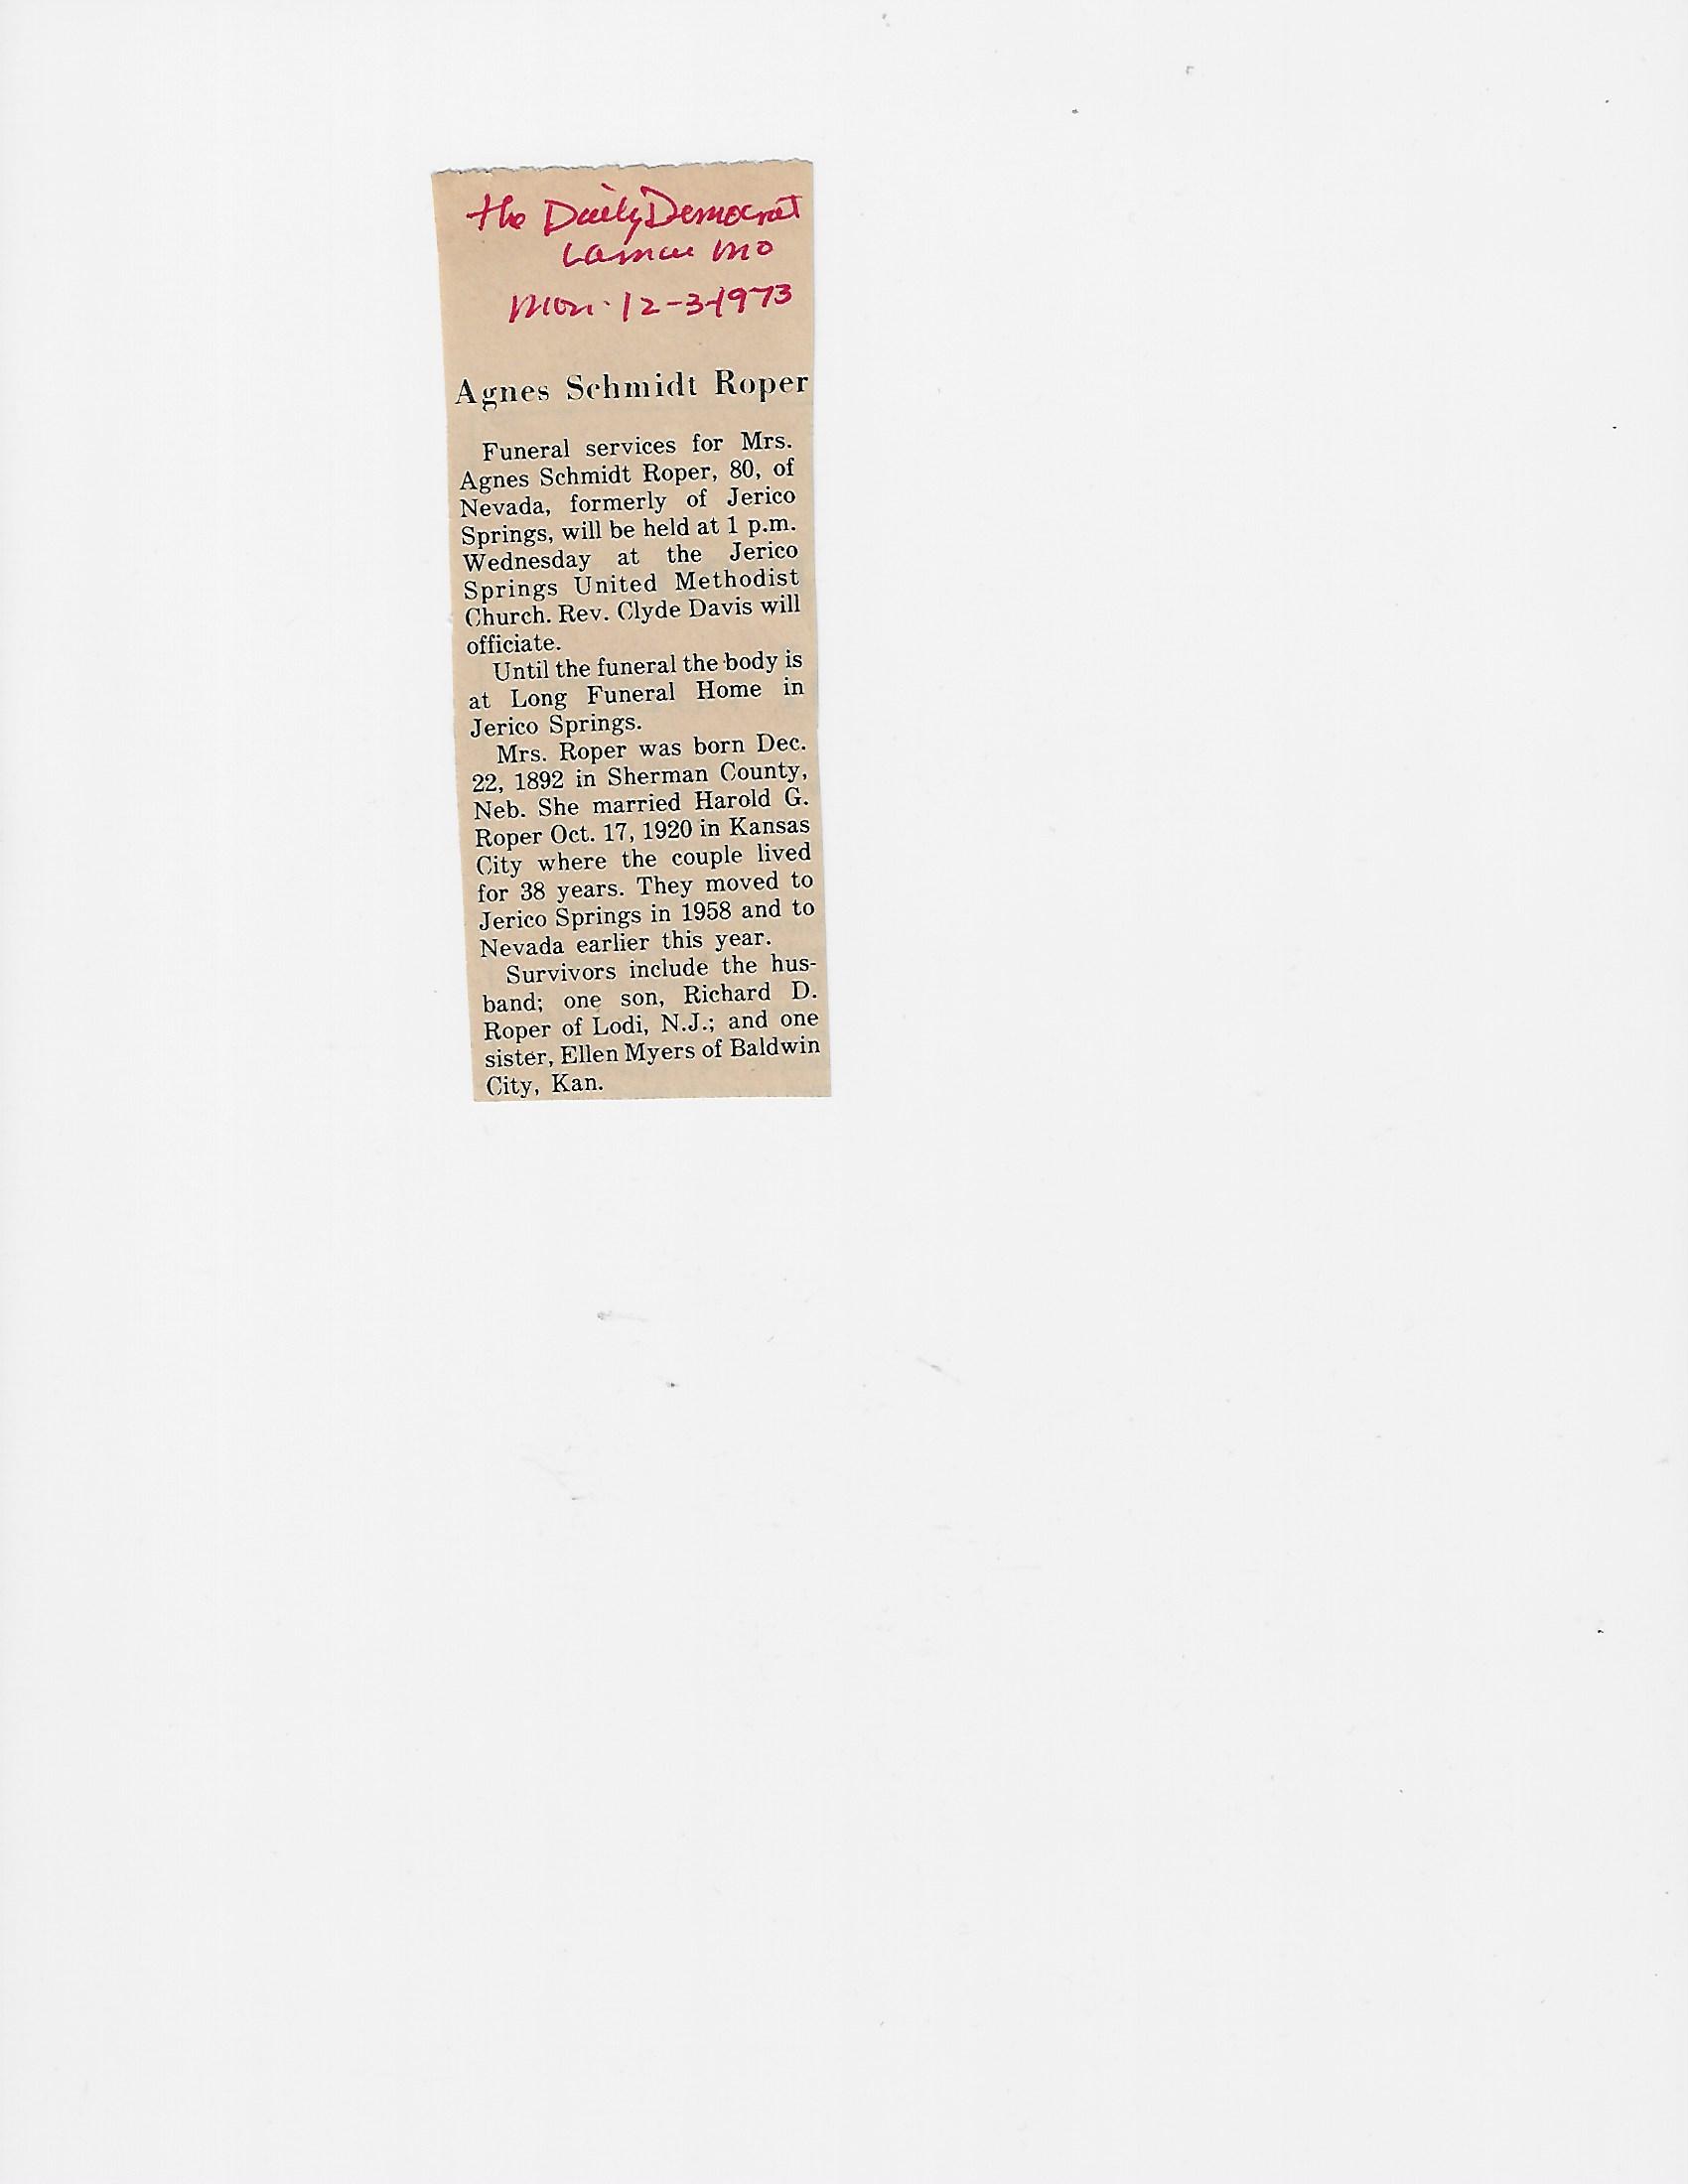 the Daily Democrat
Lamar Mo
Mon. 12-3-1973
Agnes Schmidt Roper
Funeral services for Mrs.
Agnes Schmidt Roper, 80, of
Nevada, formerly of Jerico
Springs, will be held at 1 p.m.
Wednesday at the Jerico
Springs United Methodist
Church. Rev. Clyde Davis will
officiate.
Until the funeral the body is
at Long Funeral Home in
Jerico Springs.
Mrs. Roper was born Dec.
22, 1892 in Sherman County,
Neb. She married Harold G.
Roper Oct. 17, 1920 in Kansas
City where the couple lived
for 38 years. They moved to
Jerico Springs in 1958 and to
Nevada earlier this year.
Survivors include the hus-
band; one son, Richard D.
Roper of Lodi, N.J.; and one
sister, Ellen Myers of Baldwin
City, Kan.